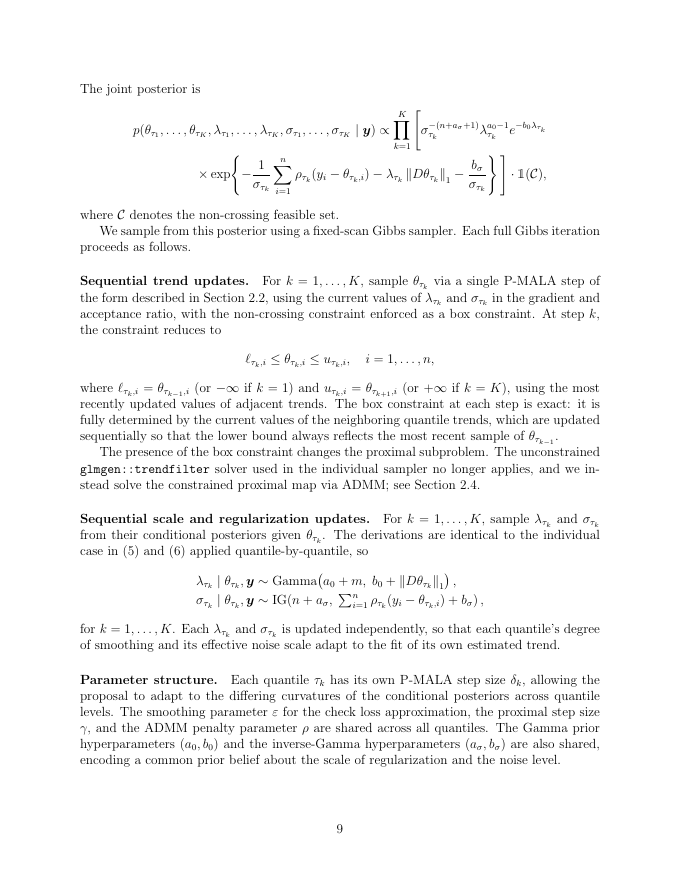 The joint posterior is
p(θ_{τ_1}, . . . , θ_{τ_K}, λ_{τ_1}, . . . , λ_{τ_K}, σ_{τ_1}, . . . , σ_{τ_K} | y) ∝ ∏_{k=1}^{K} [ σ_{τ_k}^{−(n+a_σ+1)} λ_{τ_k}^{a_0−1} e^{−b_0 λ_{τ_k}}
× exp{ −\frac{1}{σ_{τ_k}} ∑_{i=1}^{n} ρ_{τ_k}(y_i − θ_{τ_k,i}) − λ_{τ_k} ‖Dθ_{τ_k}‖_1 − \frac{b_σ}{σ_{τ_k}} } ] · 𝟙(𝒞),
where 𝒞 denotes the non-crossing feasible set.
We sample from this posterior using a fixed-scan Gibbs sampler. Each full Gibbs iteration
proceeds as follows.
Sequential trend updates. For k = 1, . . . , K, sample θ_{τ_k} via a single P-MALA step of
the form described in Section 2.2, using the current values of λ_{τ_k} and σ_{τ_k} in the gradient and
acceptance ratio, with the non-crossing constraint enforced as a box constraint. At step k,
the constraint reduces to
ℓ_{τ_k,i} ≤ θ_{τ_k,i} ≤ u_{τ_k,i}, i = 1, . . . , n,
where ℓ_{τ_k,i} = θ_{τ_{k−1},i} (or −∞ if k = 1) and u_{τ_k,i} = θ_{τ_{k+1},i} (or +∞ if k = K), using the most
recently updated values of adjacent trends. The box constraint at each step is exact: it is
fully determined by the current values of the neighboring quantile trends, which are updated
sequentially so that the lower bound always reflects the most recent sample of θ_{τ_{k−1}}.
The presence of the box constraint changes the proximal subproblem. The unconstrained
glmgen::trendfilter solver used in the individual sampler no longer applies, and we in-
stead solve the constrained proximal map via ADMM; see Section 2.4.
Sequential scale and regularization updates. For k = 1, . . . , K, sample λ_{τ_k} and σ_{τ_k}
from their conditional posteriors given θ_{τ_k}. The derivations are identical to the individual
case in (5) and (6) applied quantile-by-quantile, so
λ_{τ_k} | θ_{τ_k}, y ∼ Gamma(a_0 + m, b_0 + ‖Dθ_{τ_k}‖_1) ,
σ_{τ_k} | θ_{τ_k}, y ∼ IG(n + a_σ, ∑_{i=1}^{n} ρ_{τ_k}(y_i − θ_{τ_k,i}) + b_σ) ,
for k = 1, . . . , K. Each λ_{τ_k} and σ_{τ_k} is updated independently, so that each quantile's degree
of smoothing and its effective noise scale adapt to the fit of its own estimated trend.
Parameter structure. Each quantile τ_k has its own P-MALA step size δ_k, allowing the
proposal to adapt to the differing curvatures of the conditional posteriors across quantile
levels. The smoothing parameter ε for the check loss approximation, the proximal step size
γ, and the ADMM penalty parameter ρ are shared across all quantiles. The Gamma prior
hyperparameters (a_0, b_0) and the inverse-Gamma hyperparameters (a_σ, b_σ) are also shared,
encoding a common prior belief about the scale of regularization and the noise level.
9